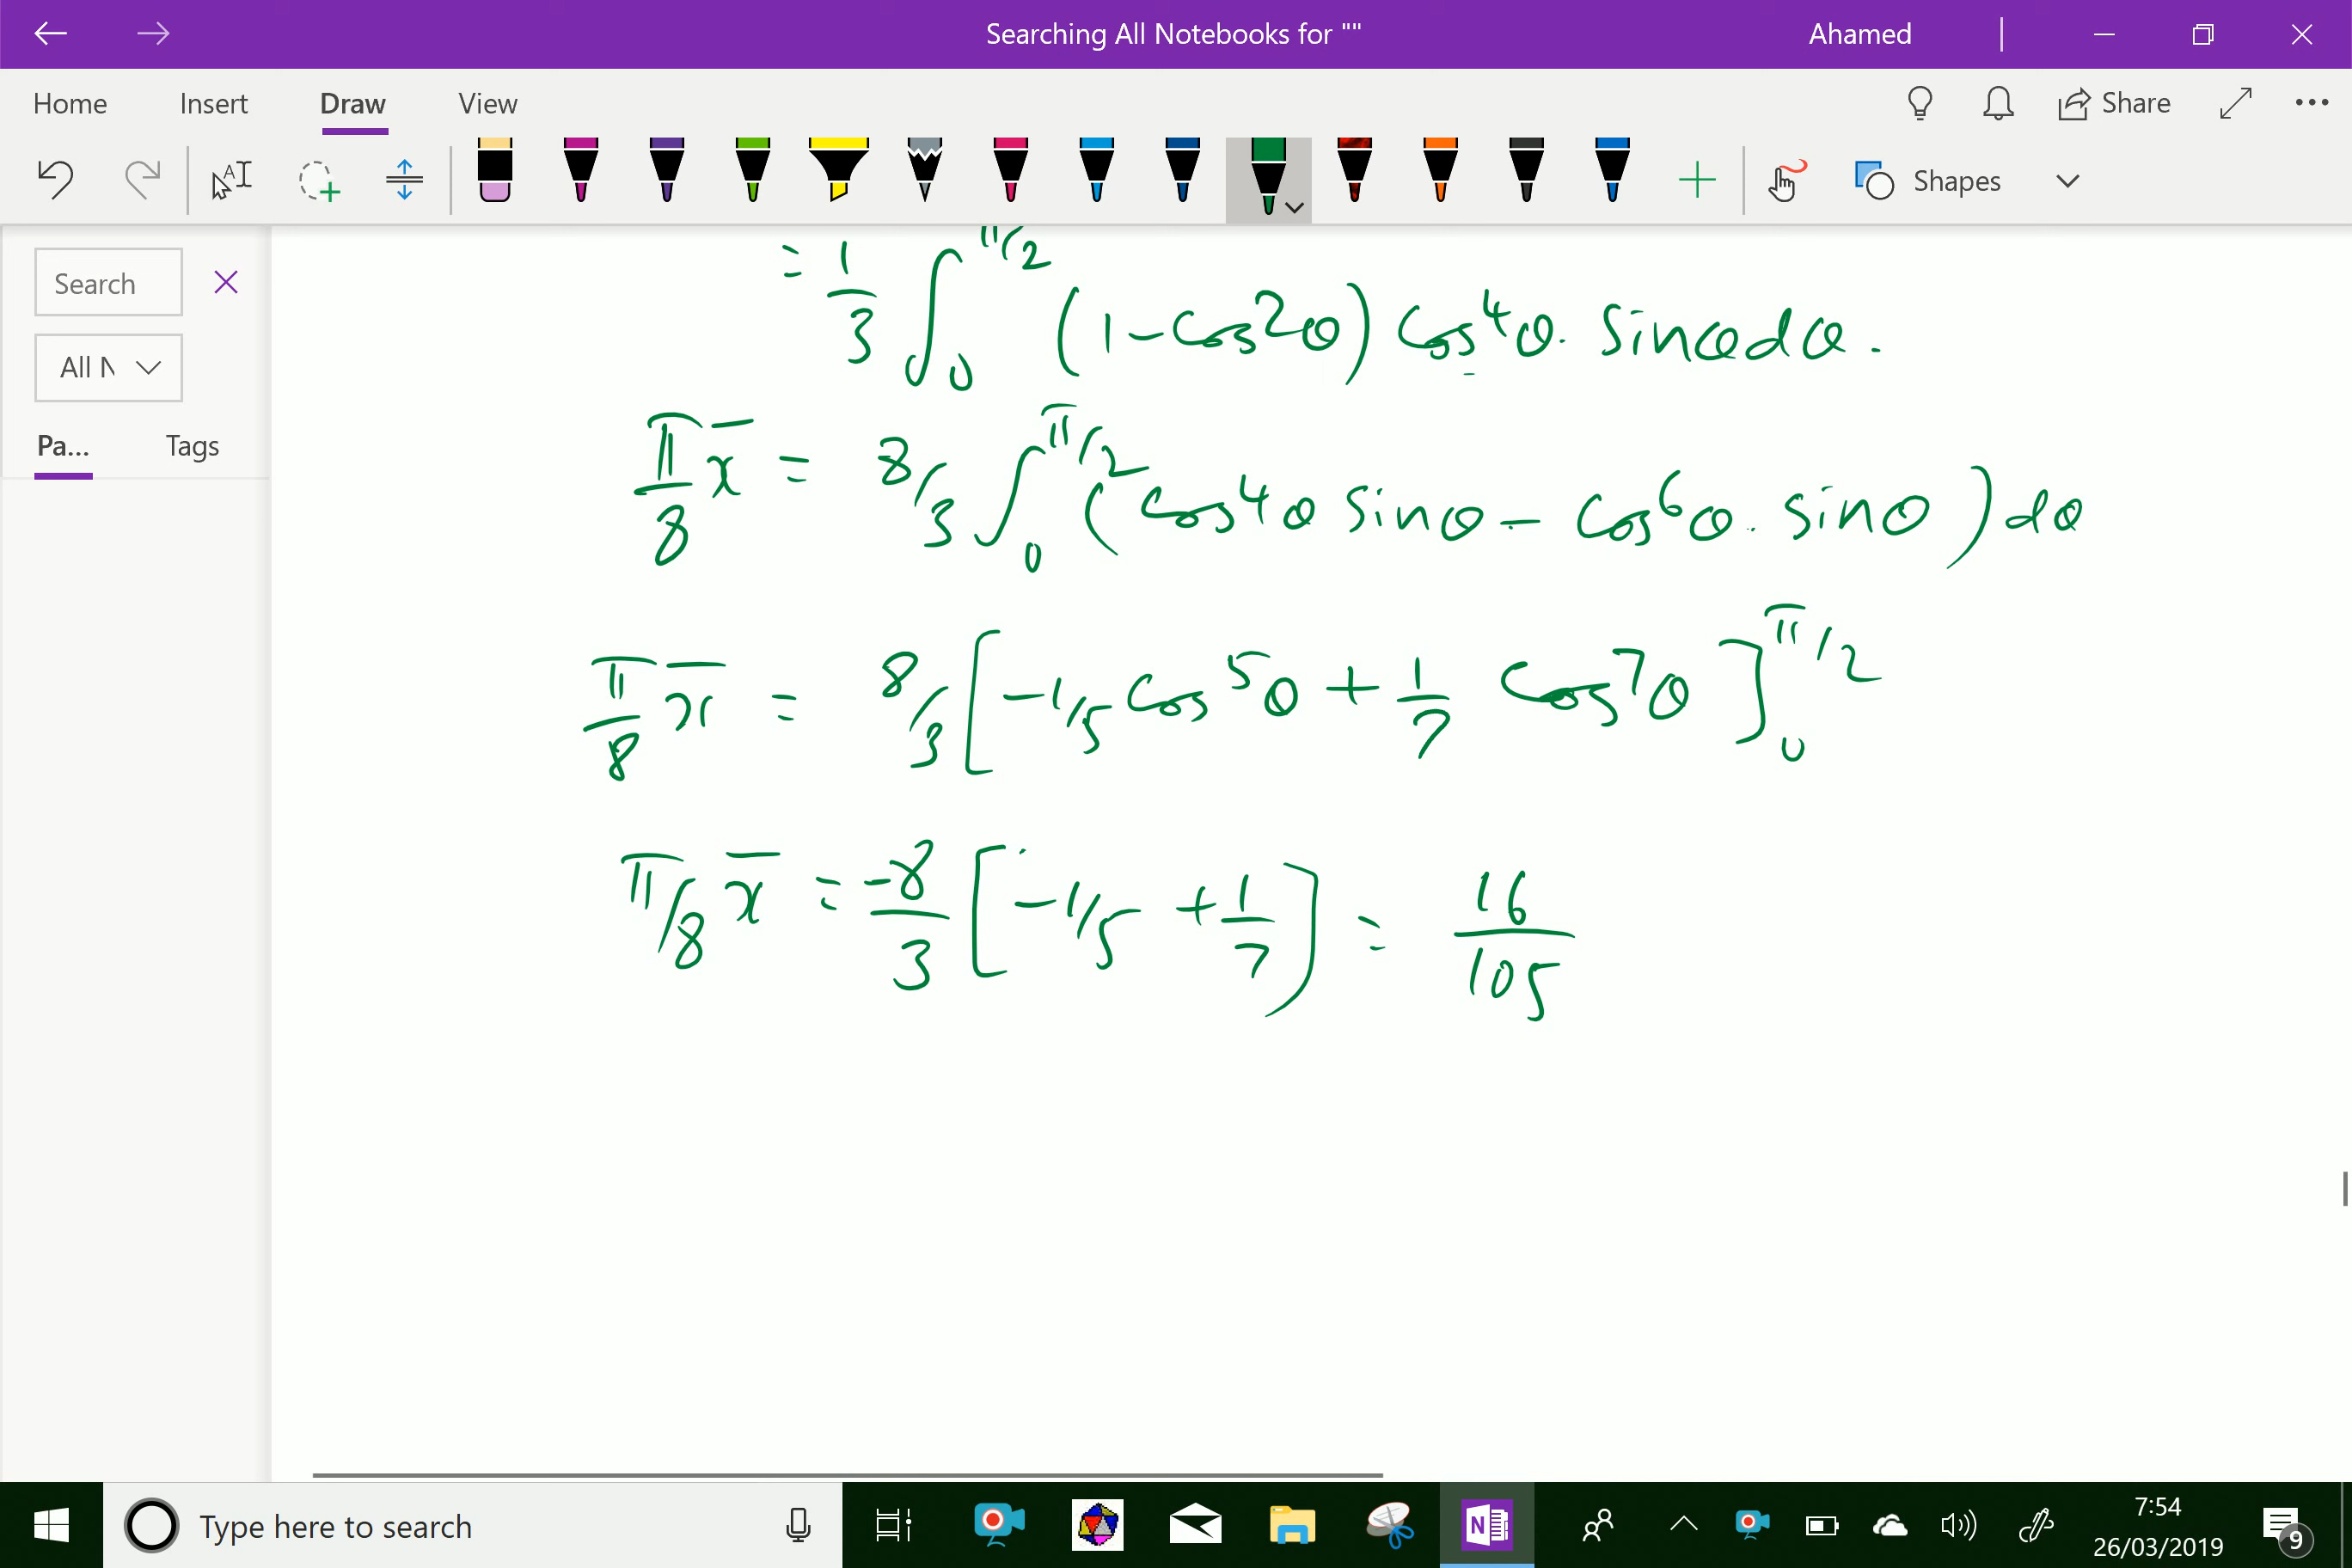 Searching All Notebooks for ""
Ahamed
Home Insert Draw View
Share
Shapes
Search
All N
Pa... Tags
= 1/3 ∫₀^(π/2) (1-cos²θ) cos⁴θ. sinθdθ.
π/8 x̄ = 8/3 ∫₀^(π/2) (cos⁴θ sinθ - cos⁶θ. sinθ)dθ
π/8 x̄ = 8/3 [-1/5 cos⁵θ + 1/7 cos⁷θ]₀^(π/2)
π/8 x̄ = -8/3 [-1/5 + 1/7] = 16/105
Type here to search
7:54
26/03/2019
9